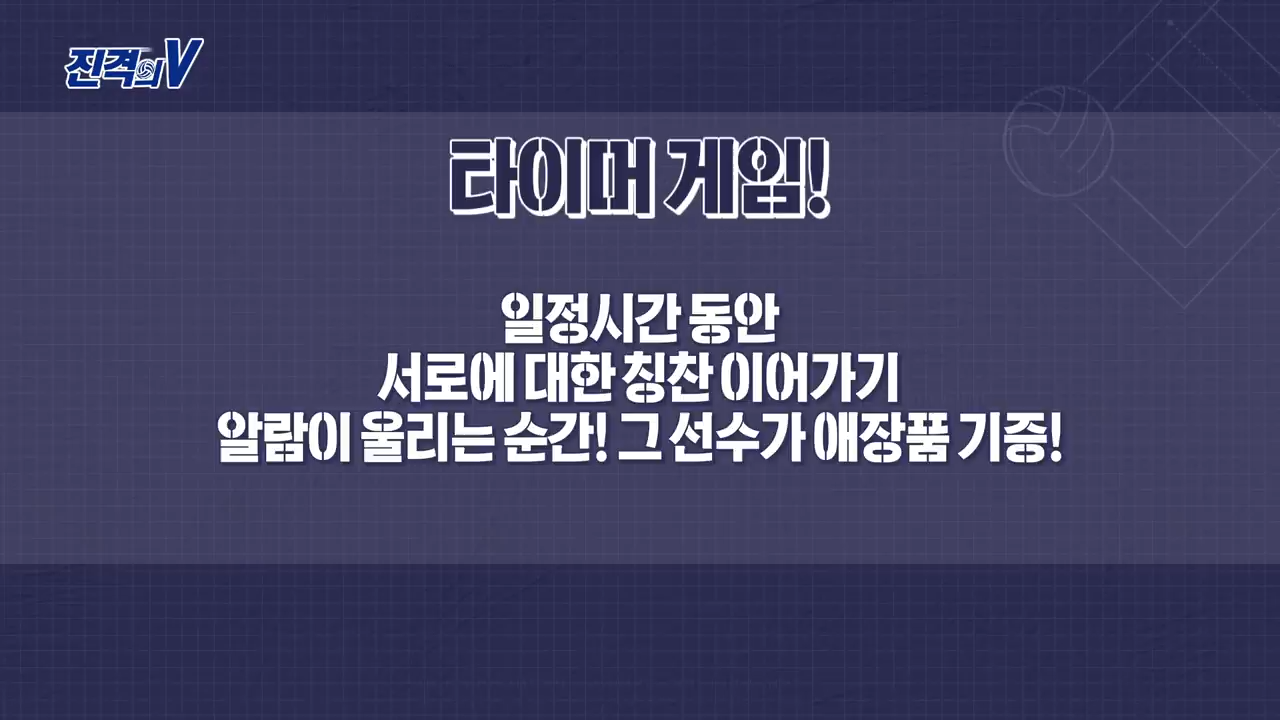 진격의V
타이머 게임!
일정시간 동안
서로에 대한 칭찬 이어가기
알람이 울리는 순간! 그 선수가 애장품 기증!